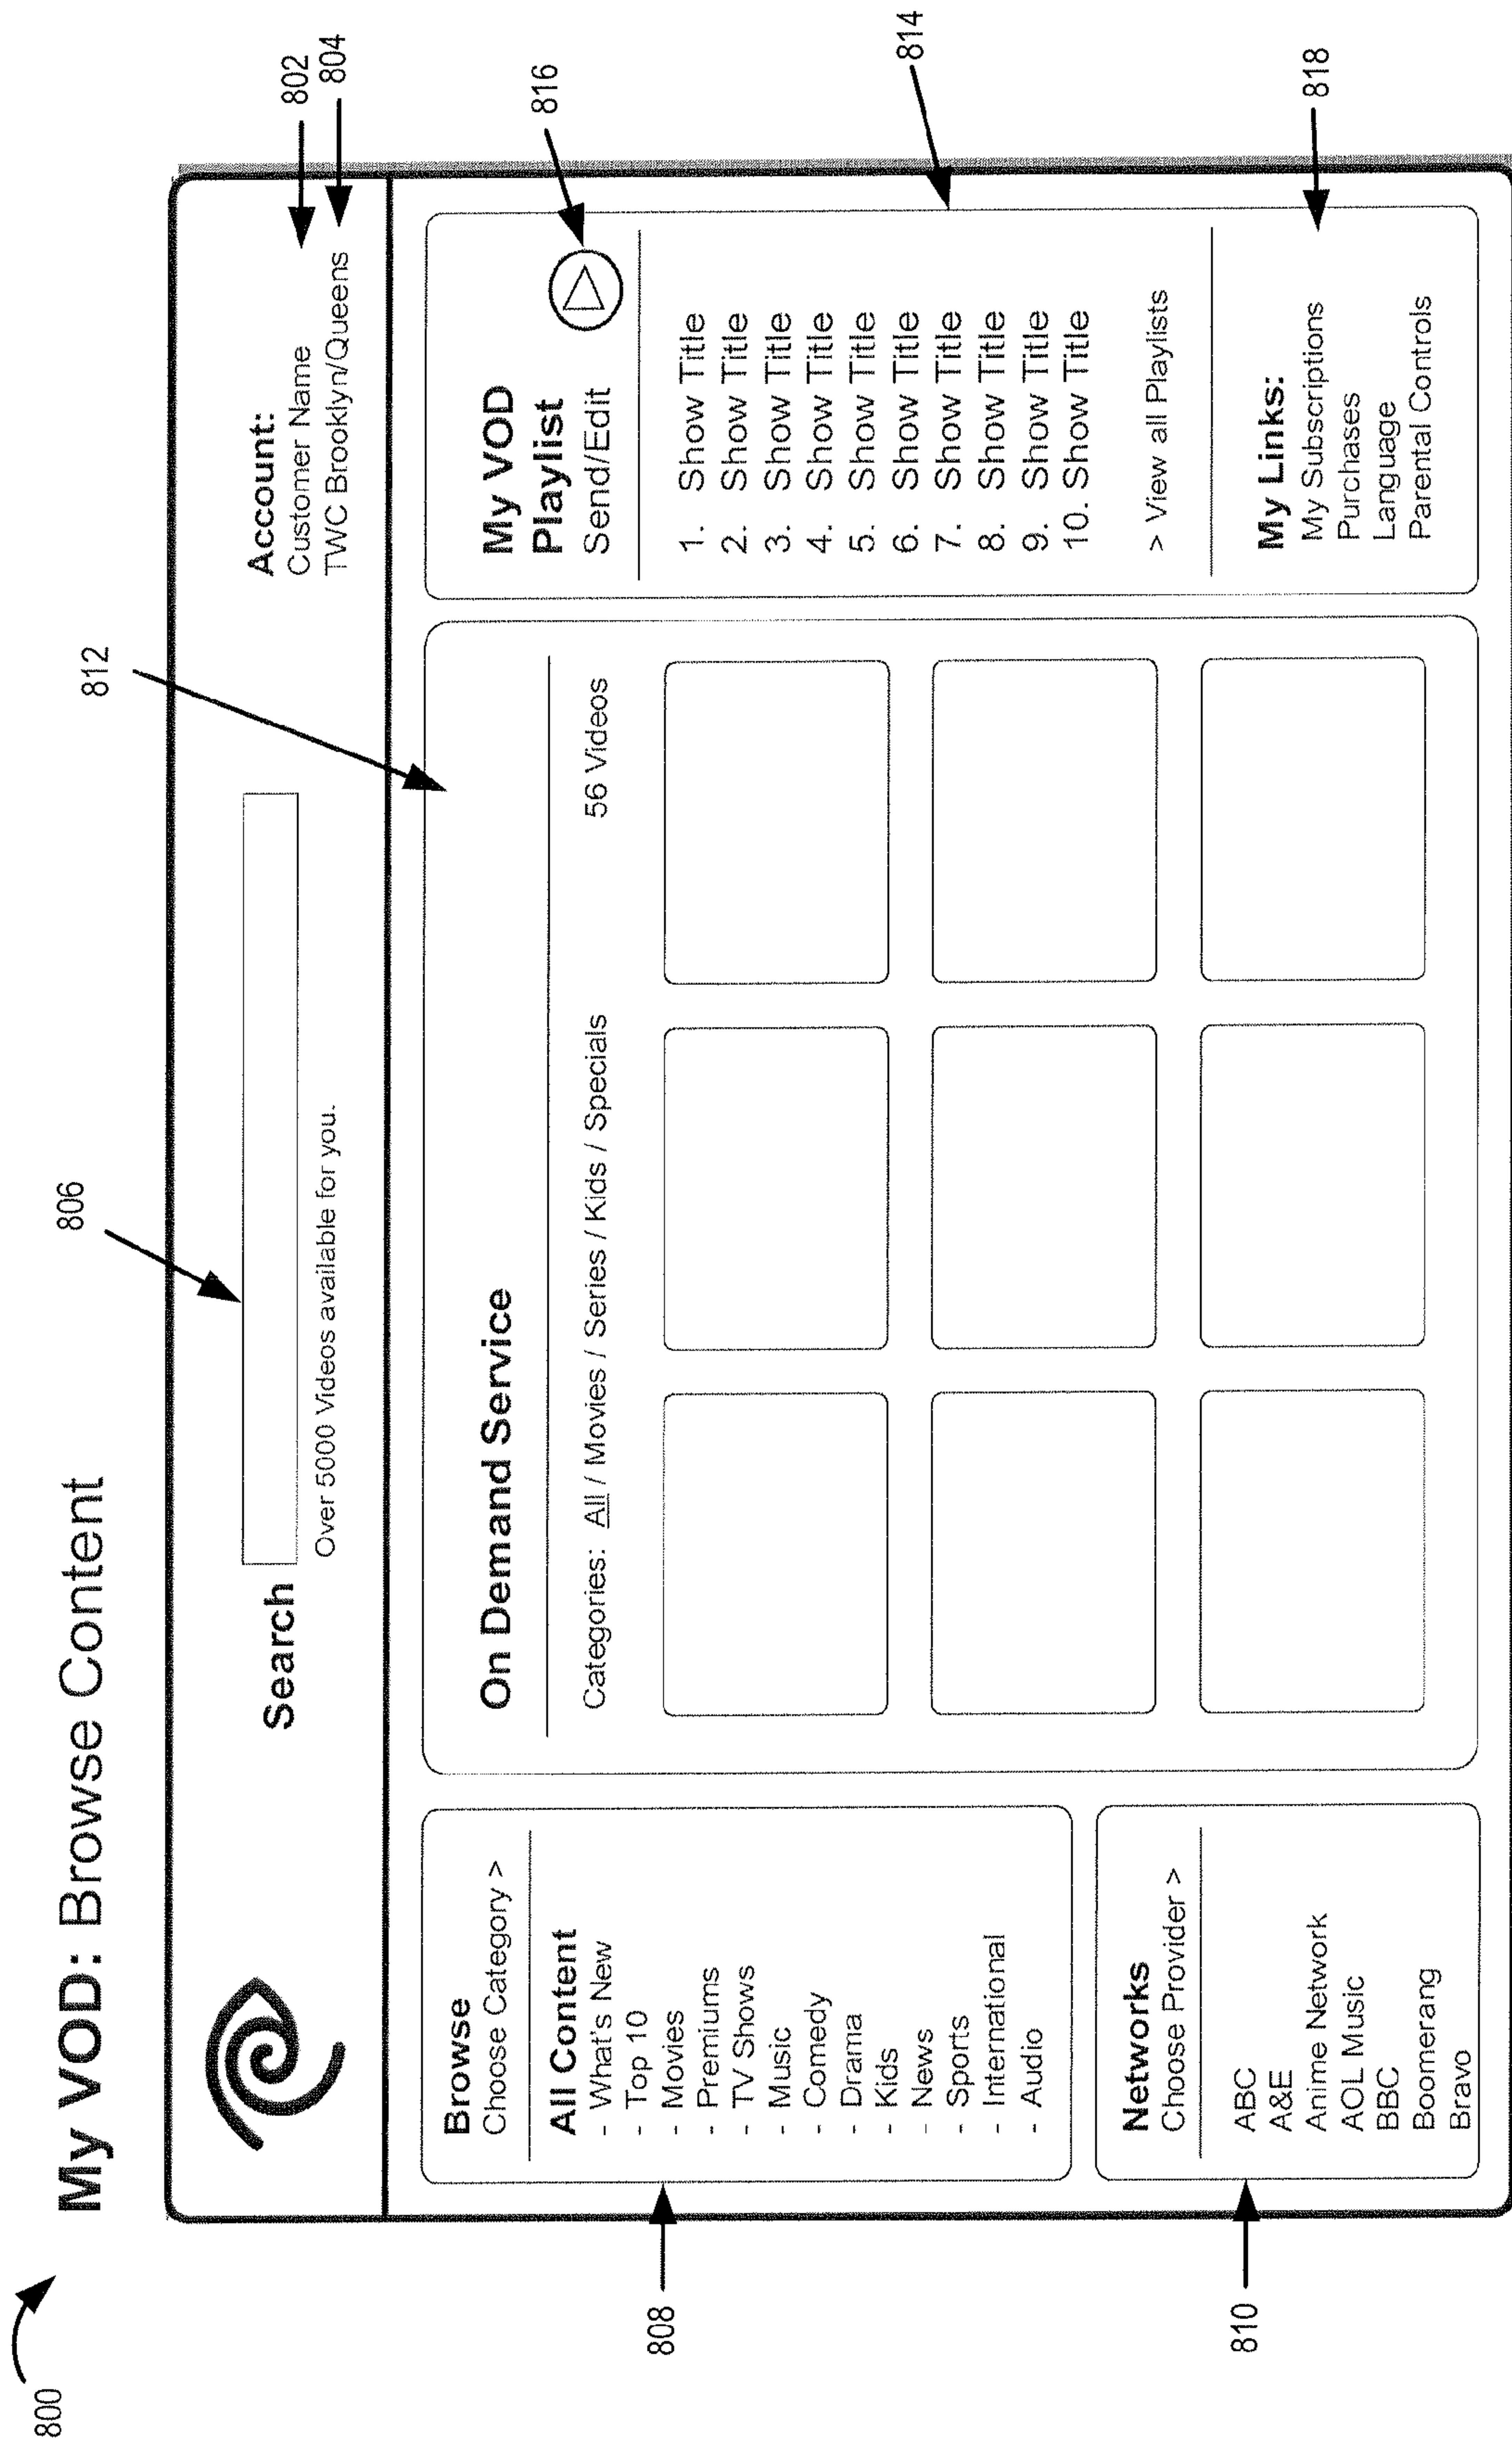 800
My VOD: Browse Content
806
812
802
804
Search
Over 5000 Videos available for you.
Account:
Customer Name
TWC Brooklyn/Queens
808
Browse
Choose Category >
All Content
- What's New
- Top 10
- Movies
- Premiums
- TV Shows
- Music
- Comedy
- Drama
- Kids
- News
- Sports
- International
- Audio
810
Networks
Choose Provider >
ABC
A&E
Anime Network
AOL Music
BBC
Boomerang
Bravo
On Demand Service
Categories: All / Movies / Series / Kids / Specials
56 Videos
My VOD
Playlist
Send/Edit
816
1. Show Title
2. Show Title
3. Show Title
4. Show Title
5. Show Title
6. Show Title
7. Show Title
8. Show Title
9. Show Title
10. Show Title
814
> View all Playlists
My Links:
My Subscriptions
Purchases
Language
Parental Controls
818